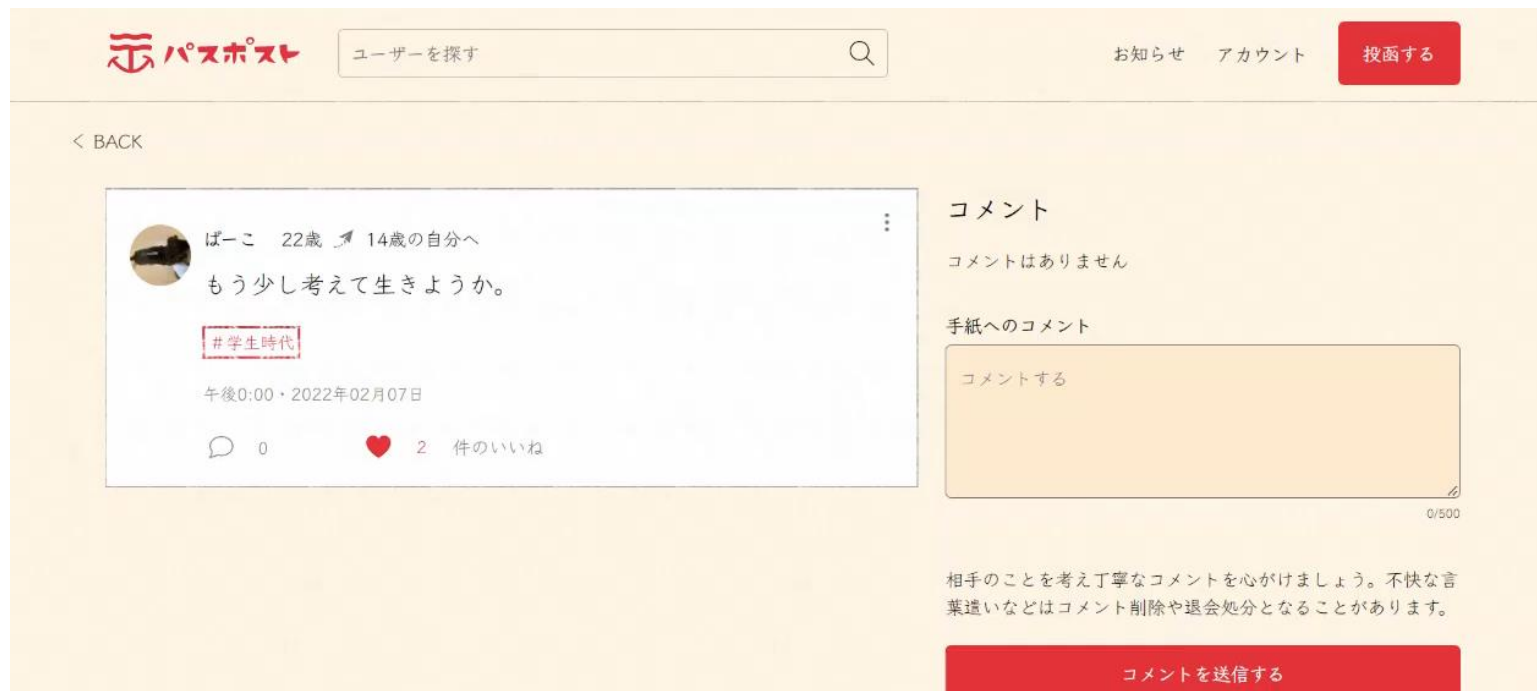 パスポスト
ユーザーを探す
お知らせ
アカウント
投函する
< BACK
ばーこ 22歳 14歳の自分へ
もう少し考えて生きようか。
#学生時代
午後0:00・2022年02月07日
0
2 件のいいね
コメント
コメントはありません
手紙へのコメント
コメントする
0/500
相手のことを考え丁寧なコメントを心がけましょう。不快な言
葉遣いなどはコメント削除や退会処分となることがあります。
コメントを送信する